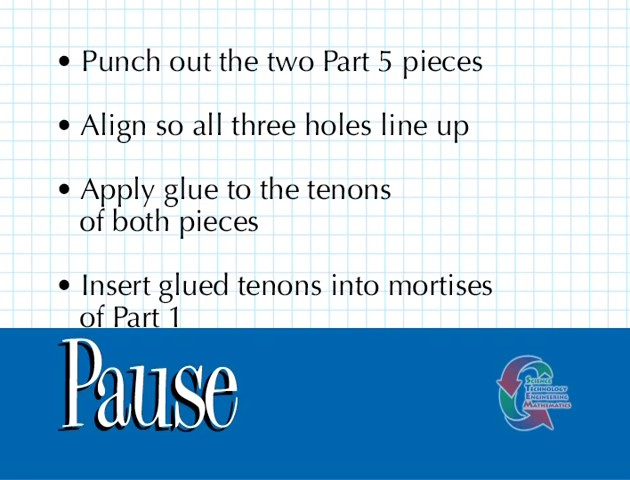 • Punch out the two Part 5 pieces
• Align so all three holes line up
• Apply glue to the tenons
of both pieces
• Insert glued tenons into mortises
of Part 1
Pause
Science
Technology
Engineering
Mathematics